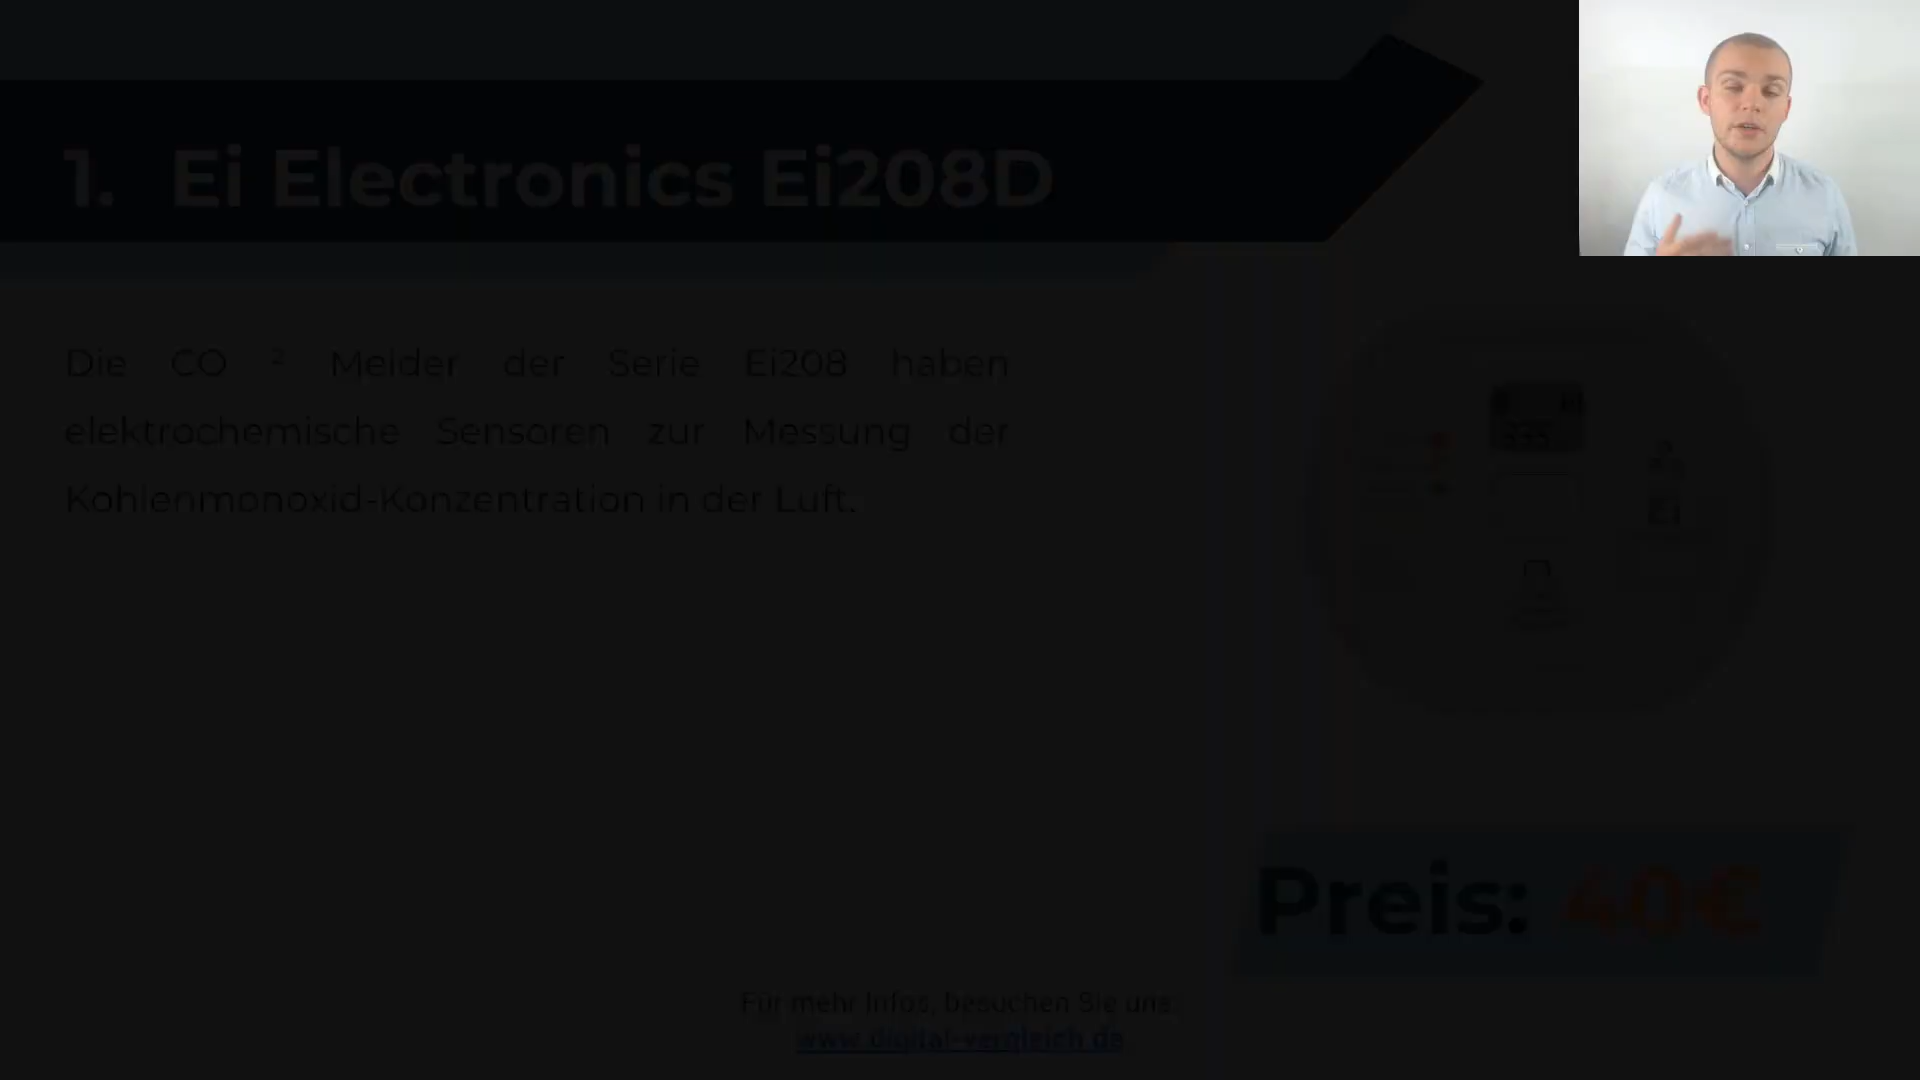 1. Ei Electronics Ei208D
Die CO ² Melder der Serie Ei208 haben
elektrochemische Sensoren zur Messung der
Kohlenmonoxid-Konzentration in der Luft.
Ei
Preis: 40€
Für mehr Infos, besuchen Sie uns:
www.digital-vergleich.de